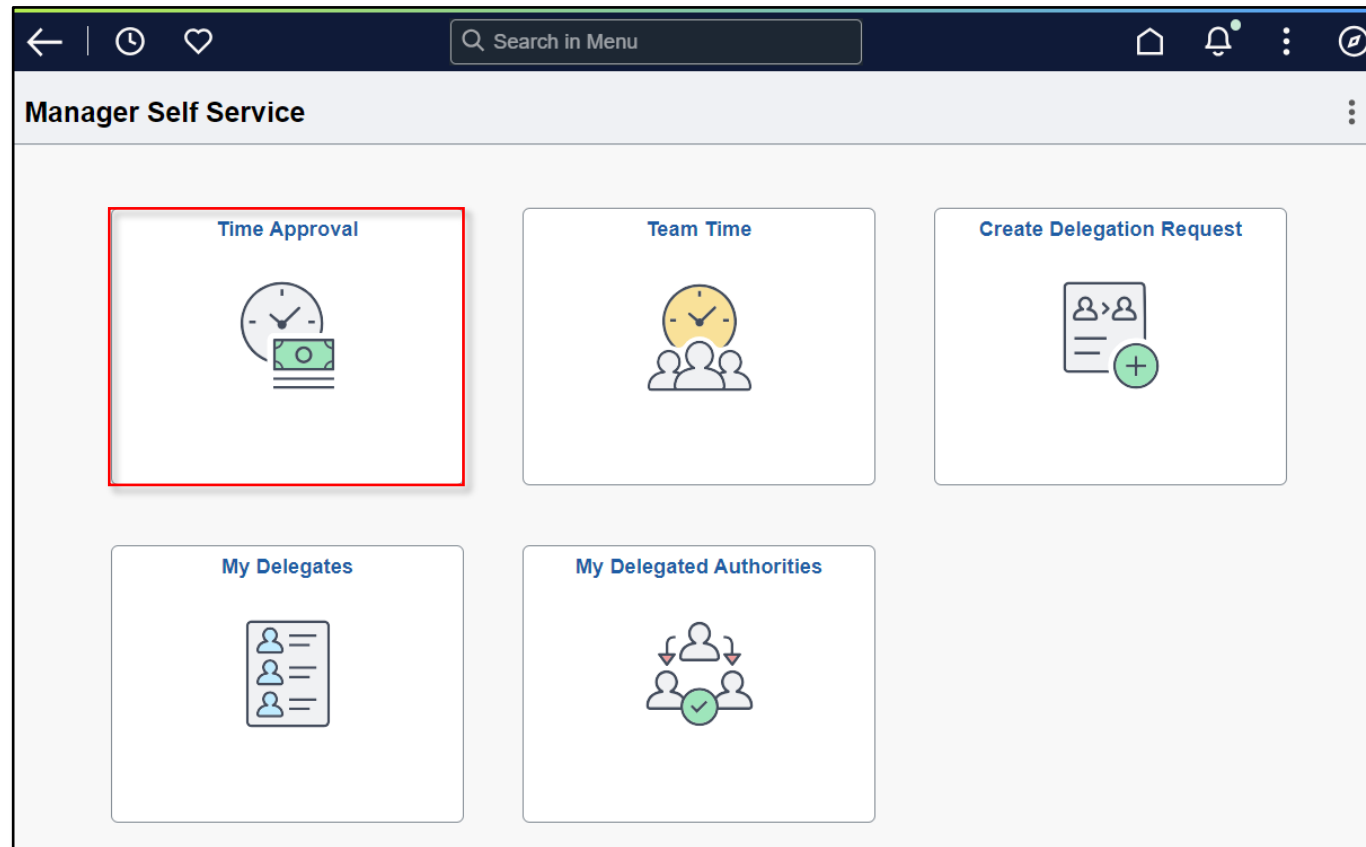 Search in Menu
Manager Self Service
Time Approval
Team Time
Create Delegation Request
My Delegates
My Delegated Authorities